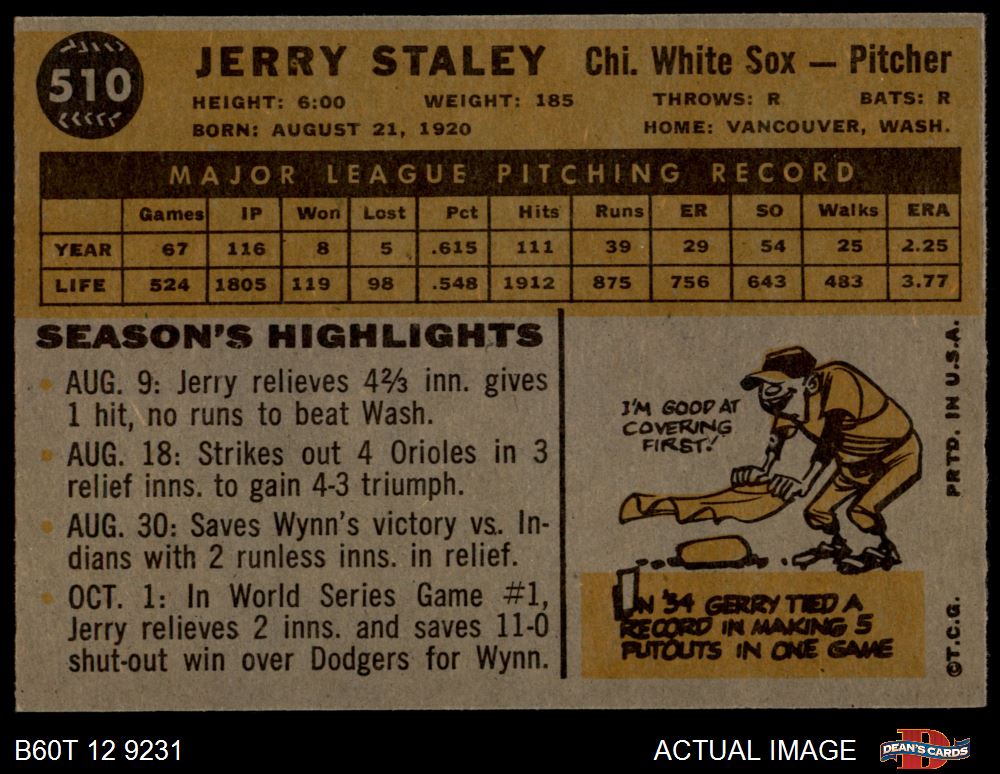 510
JERRY STALEY Chi. White Sox — Pitcher
HEIGHT: 6:00 WEIGHT: 185 THROWS: R BATS: R
BORN: AUGUST 21, 1920 HOME: VANCOUVER, WASH.
MAJOR LEAGUE PITCHING RECORD
Games IP Won Lost Pct Hits Runs ER SO Walks ERA
YEAR 67 116 8 5 .615 111 39 29 54 25 2.25
LIFE 524 1805 119 98 .548 1912 875 756 643 483 3.77
SEASON'S HIGHLIGHTS
AUG. 9: Jerry relieves 4⅔ inn. gives
1 hit, no runs to beat Wash.
AUG. 18: Strikes out 4 Orioles in 3
relief inns. to gain 4-3 triumph.
AUG. 30: Saves Wynn's victory vs. In-
dians with 2 runless inns. in relief.
OCT. 1: In World Series Game #1,
Jerry relieves 2 inns. and saves 11-0
shut-out win over Dodgers for Wynn.
I'M GOOD AT
COVERING
FIRST!
IN '54 GERRY TIED A
RECORD IN MAKING 5
PUTOUTS IN ONE GAME
©T.C.G. PRTD. IN U.S.A.
B60T 12 9231 ACTUAL IMAGE DEAN'S CARDS